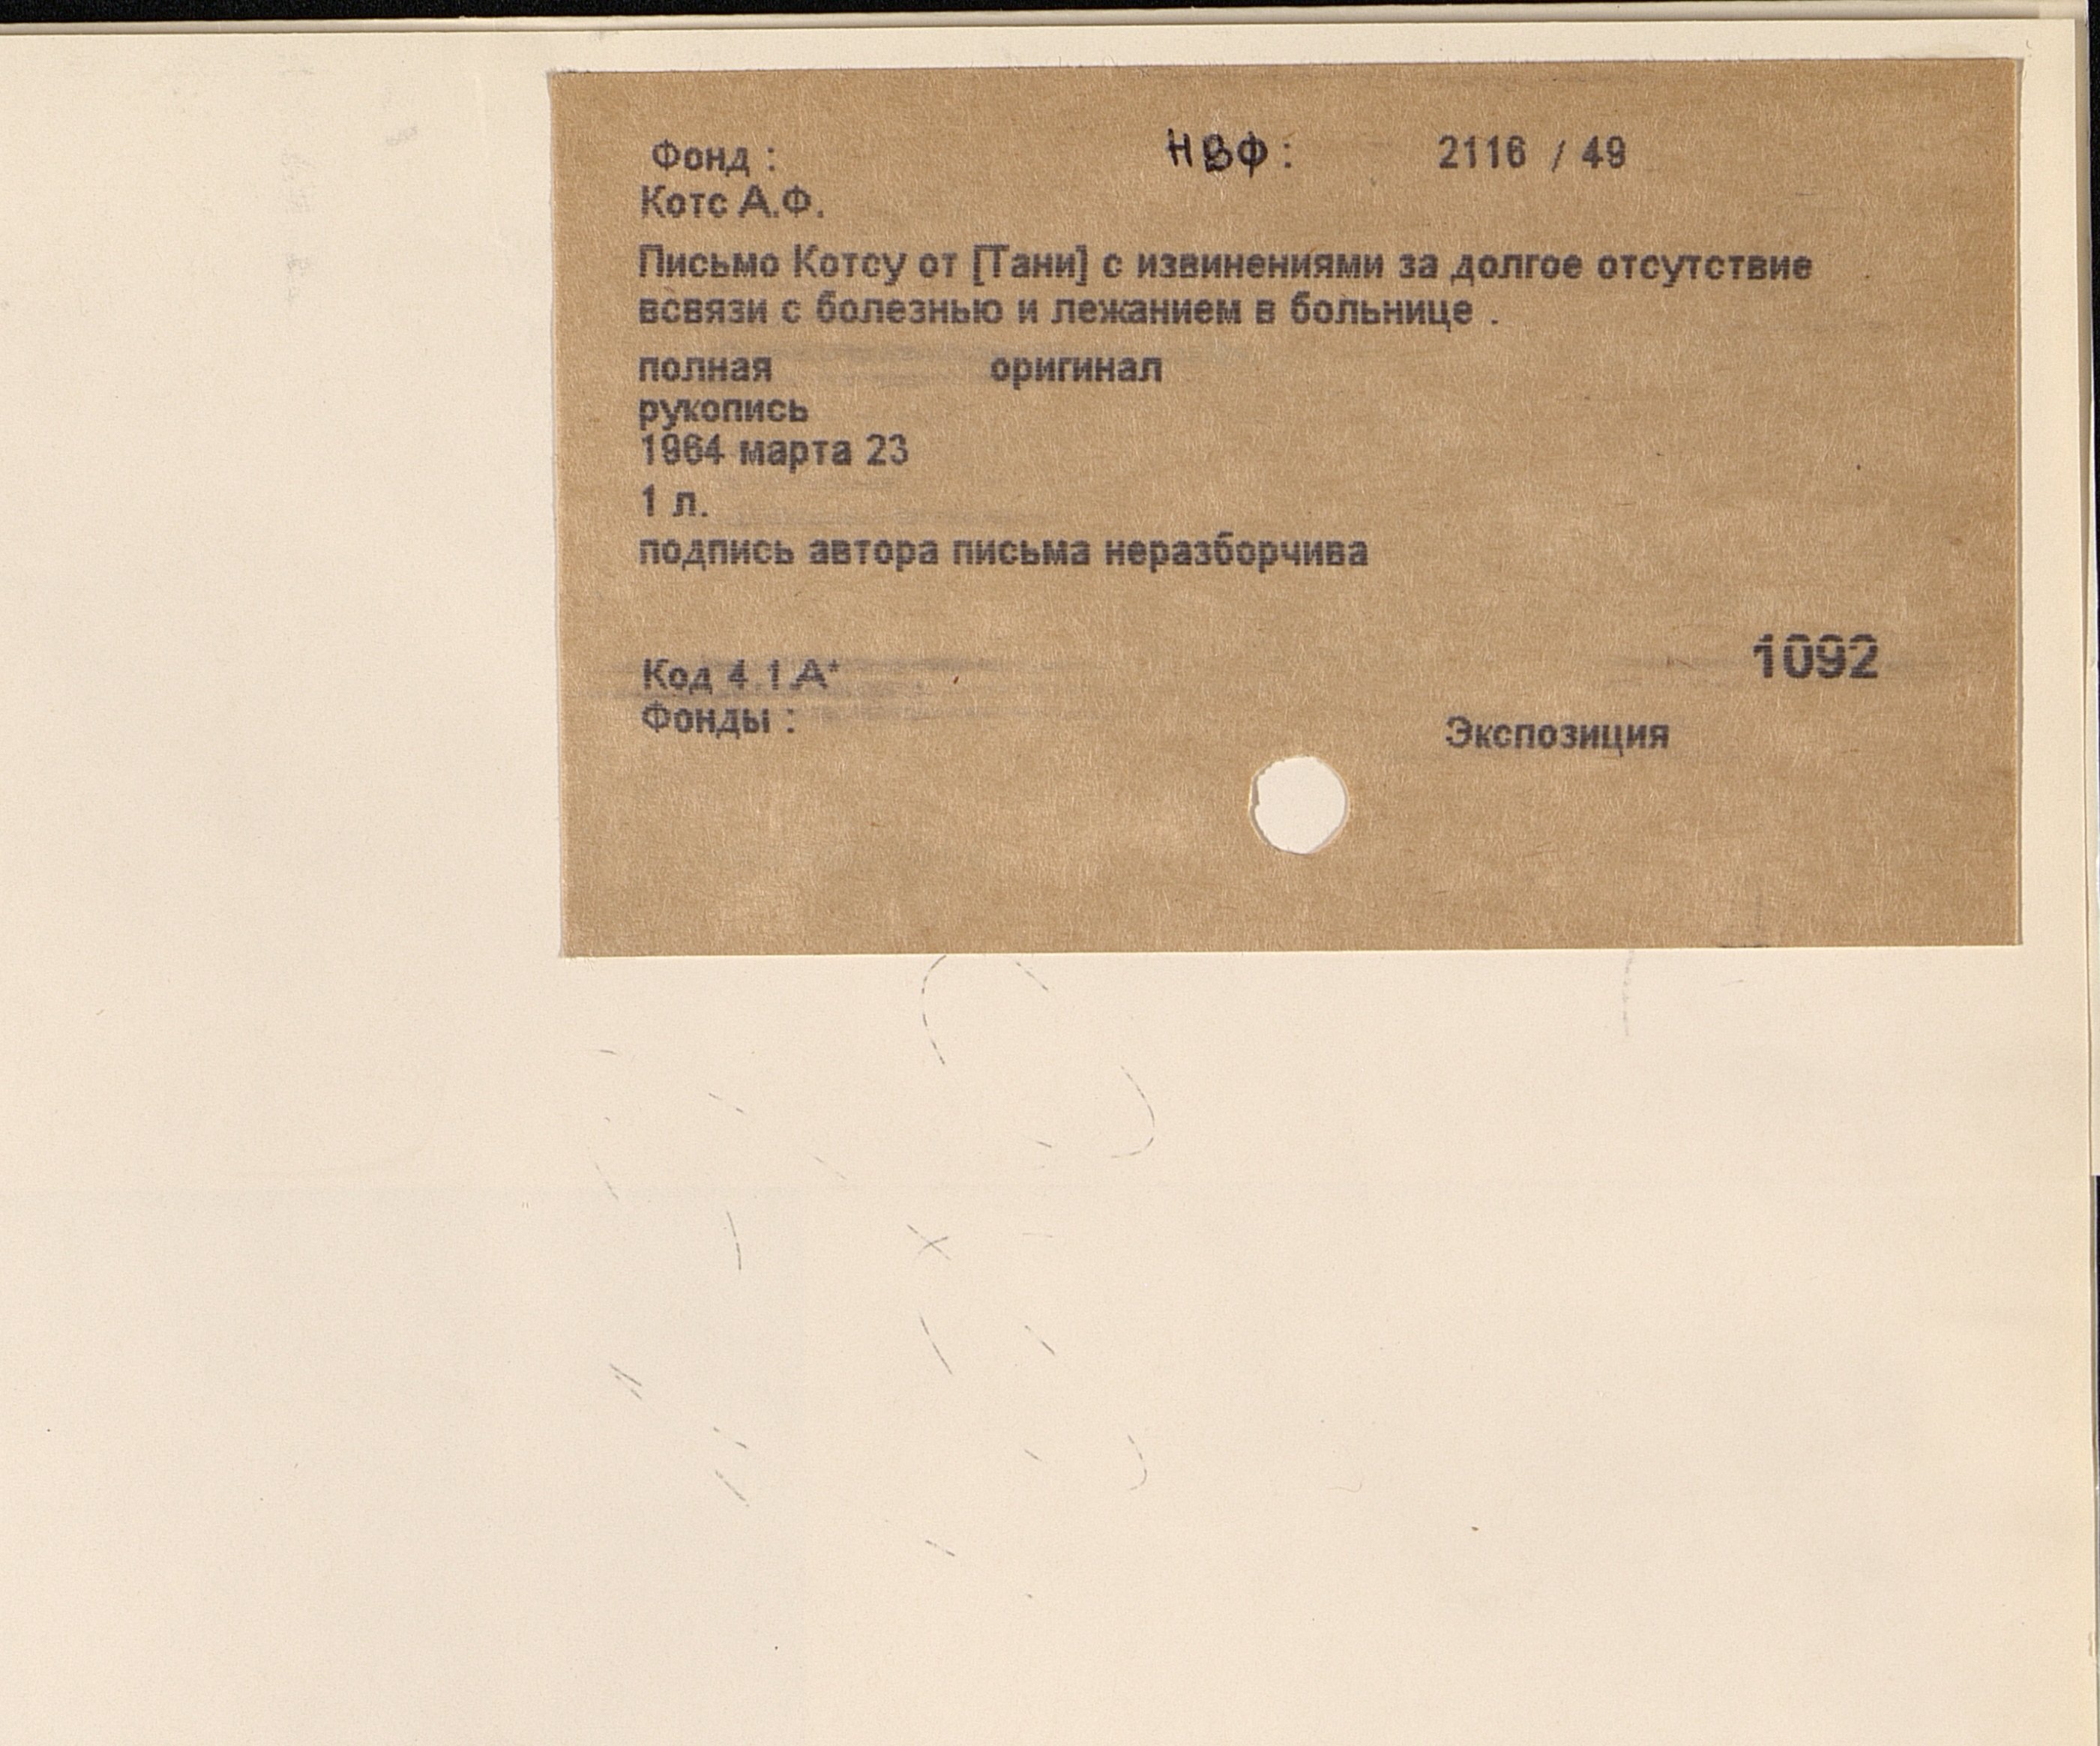 Фонд : НВФ : 2116 / 49
Котс А.Ф.
Письмо Котсу от [Тани] с извинениями за долгое отсутствие
всвязи с болезнью и лежанием в больнице .
полная оригинал
рукопись
1964 марта 23
1 л.
подпись автора письма неразборчива
1092
Код 4.1.А*
Фонды :
Экспозиция